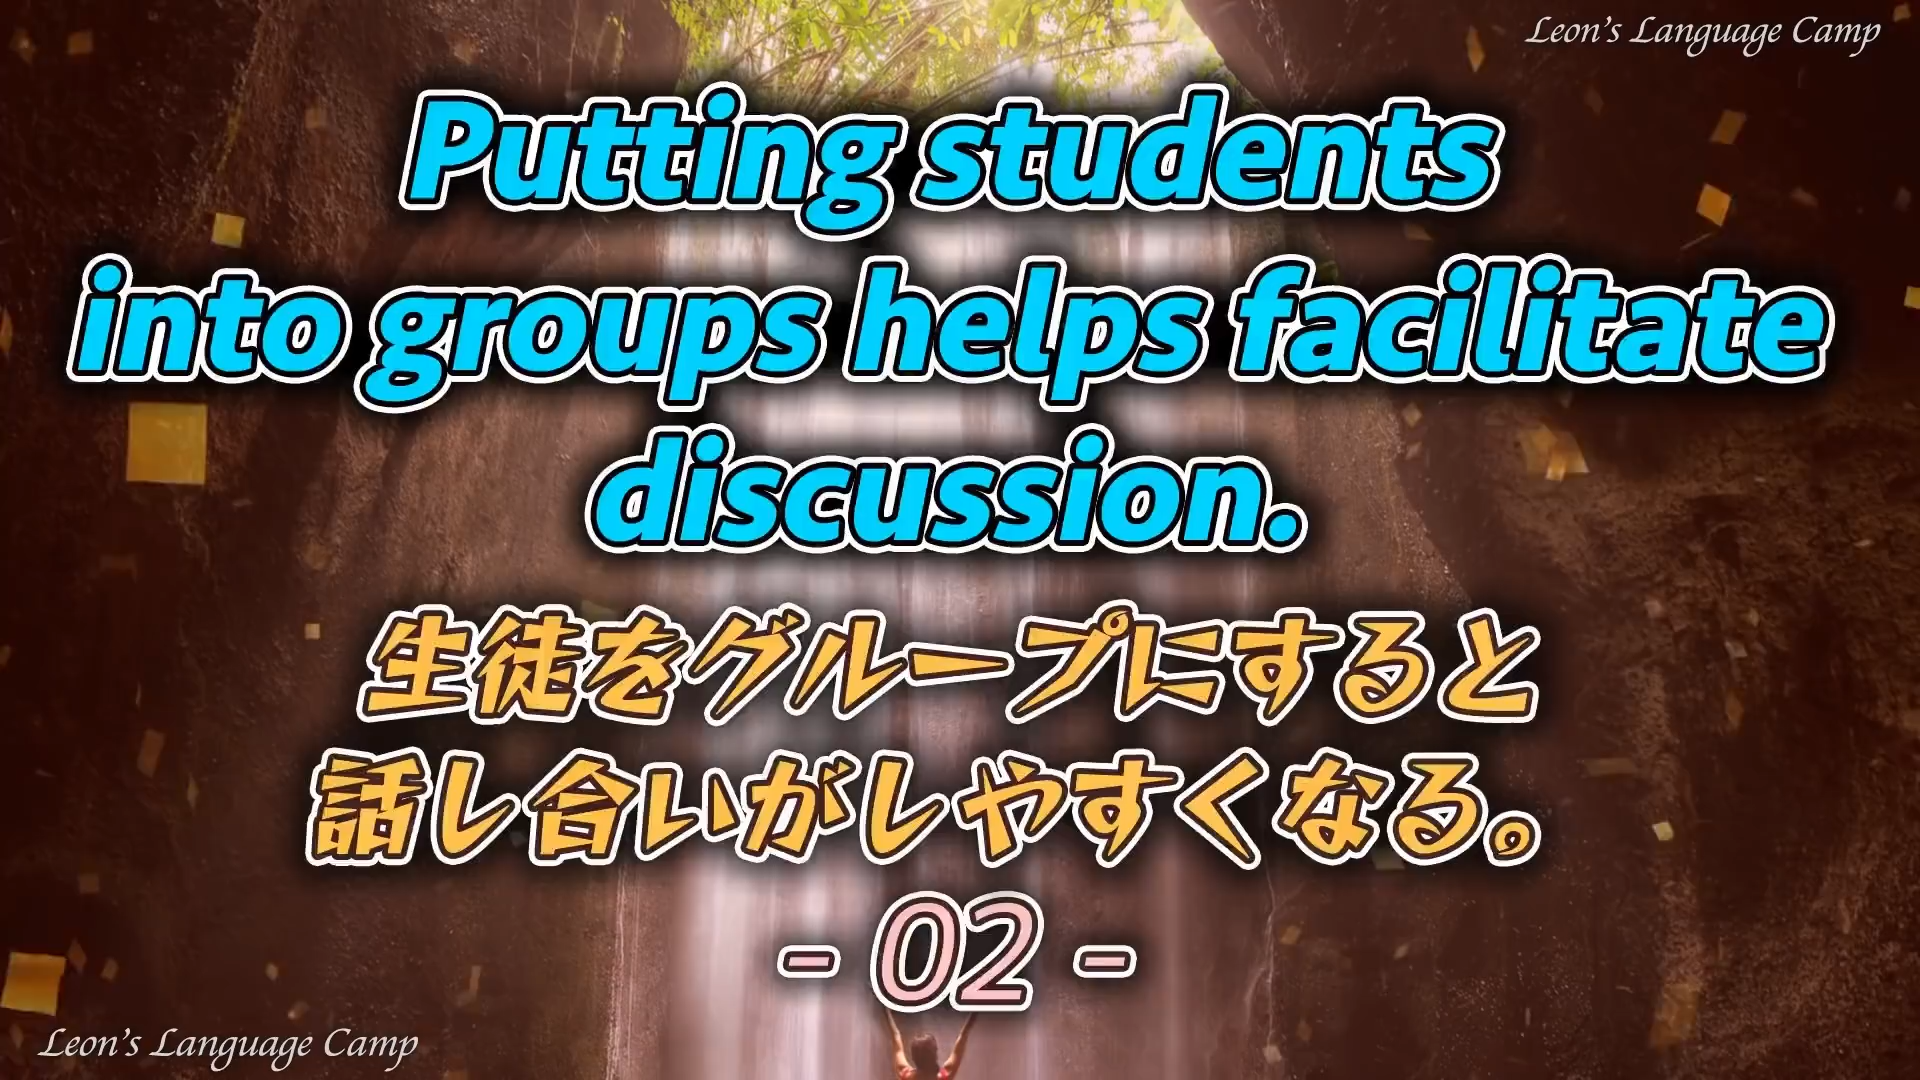 Leon's Language Camp
Putting students
into groups helps facilitate
discussion.
生徒をグループにすると
話し合いがしやすくなる。
- 02 -
Leon's Language Camp